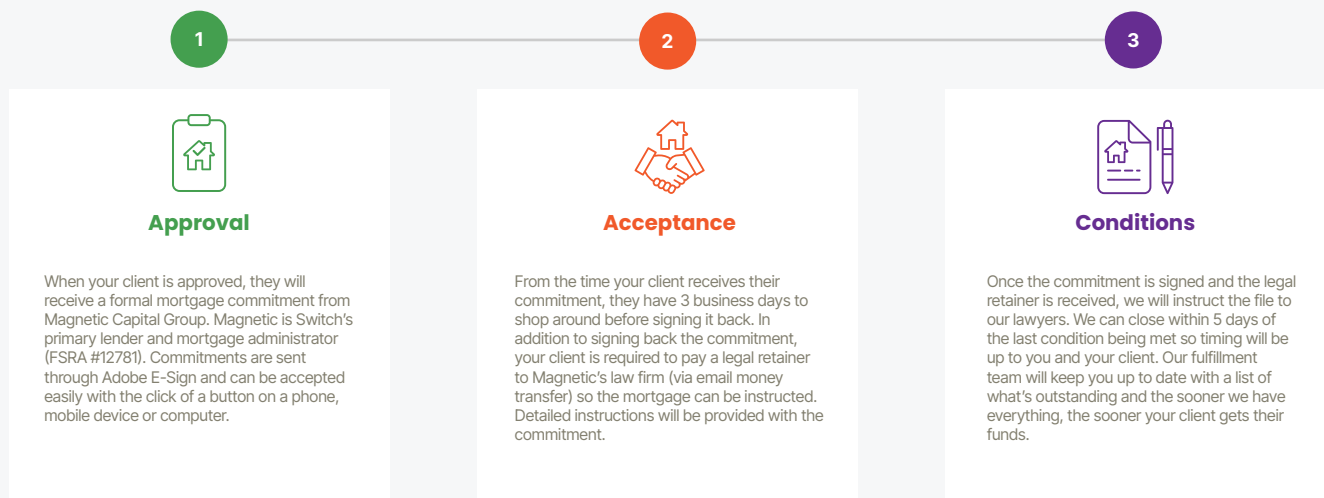 1
2
3
Approval
When your client is approved, they will
receive a formal mortgage commitment from
Magnetic Capital Group. Magnetic is Switch's
primary lender and mortgage administrator
(FSRA #12781). Commitments are sent
through Adobe E-Sign and can be accepted
easily with the click of a button on a phone,
mobile device or computer.
Acceptance
From the time your client receives their
commitment, they have 3 business days to
shop around before signing it back. In
addition to signing back the commitment,
your client is required to pay a legal retainer
to Magnetic's law firm (via email money
transfer) so the mortgage can be instructed.
Detailed instructions will be provided with the
commitment.
Conditions
Once the commitment is signed and the legal
retainer is received, we will instruct the file to
our lawyers. We can close within 5 days of
the last condition being met so timing will be
up to you and your client. Our fulfillment
team will keep you up to date with a list of
what's outstanding and the sooner we have
everything, the sooner your client gets their
funds.